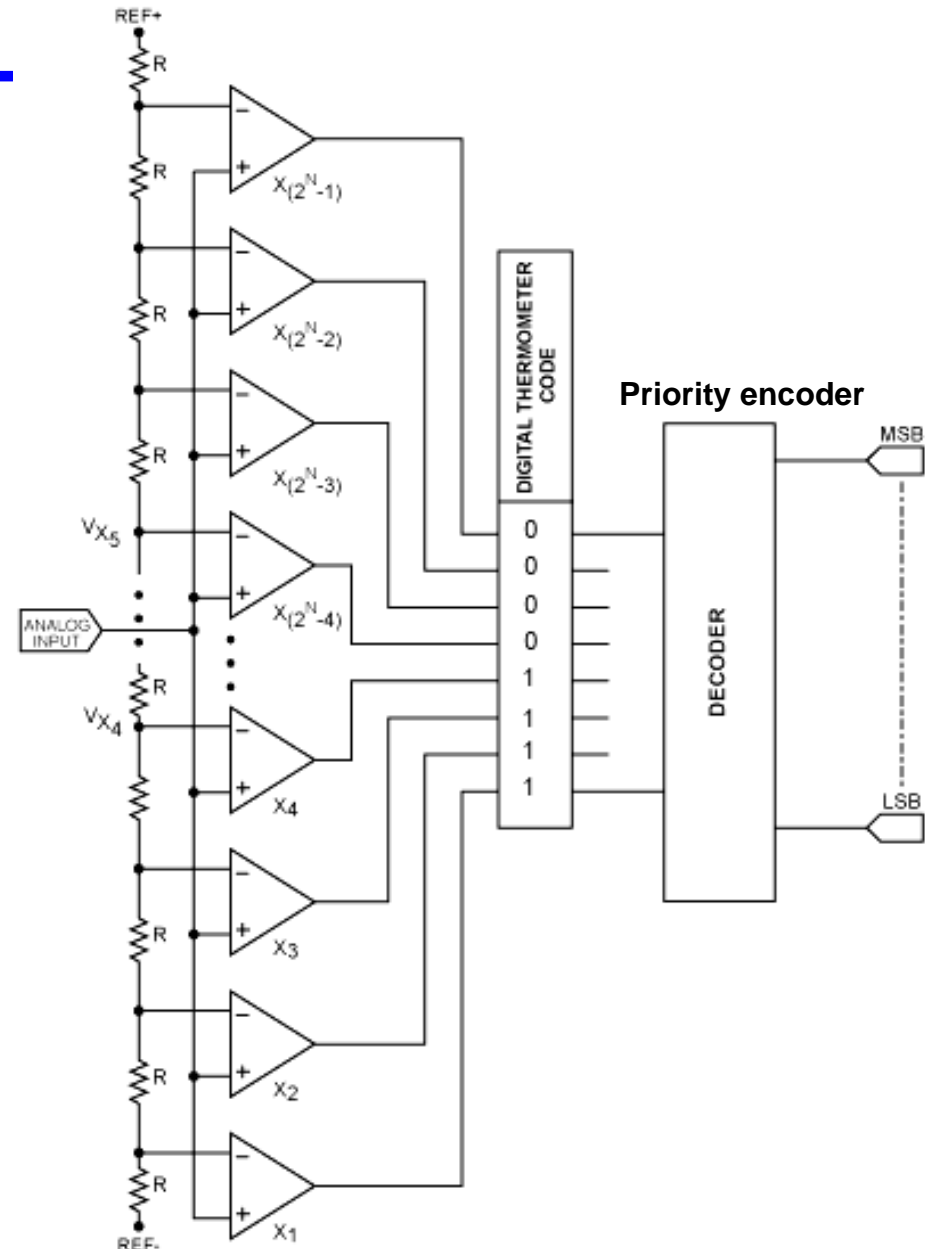 REF+
R
−
+
X(2^N-1)
R
−
+
X(2^N-2)
R
−
+
X(2^N-3)
R
VX5
−
+
X(2^N-4)
ANALOG
INPUT
R
VX4
−
+
X4
−
+
X3
R
−
+
X2
R
−
+
X1
R
REF-
DIGITAL THERMOMETER
CODE
0
0
0
0
1
1
1
1
Priority encoder
DECODER
MSB
LSB